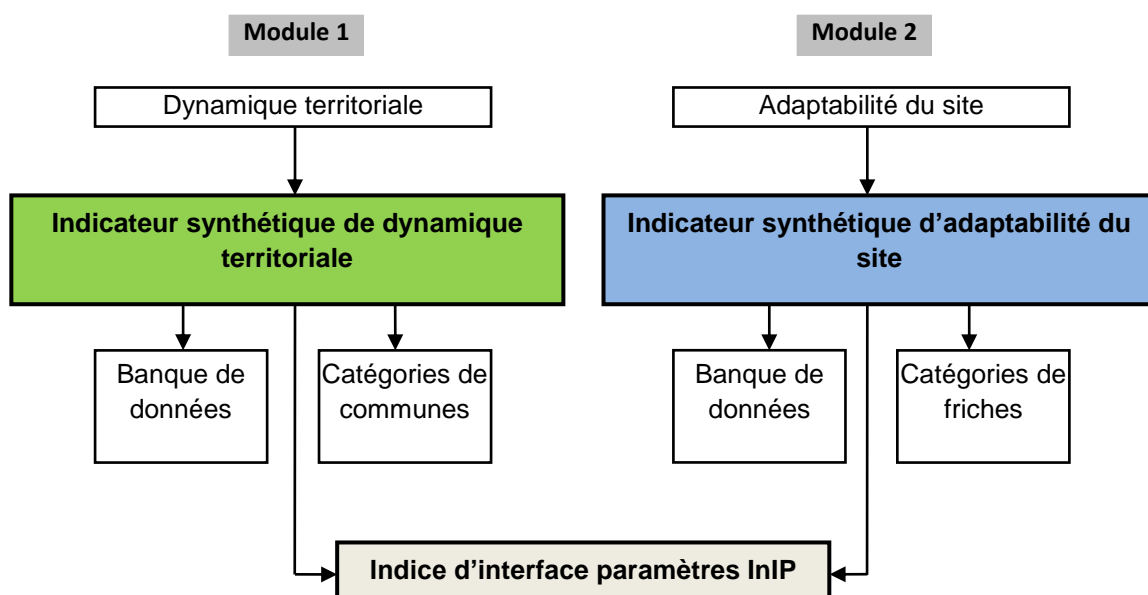 Module 1
Module 2
Dynamique territoriale
Adaptabilité du site
Indicateur synthétique de dynamique
territoriale
Indicateur synthétique d’adaptabilité du
site
Banque de
données
Catégories de
communes
Banque de
données
Catégories de
friches
Indice d’interface paramètres InIP